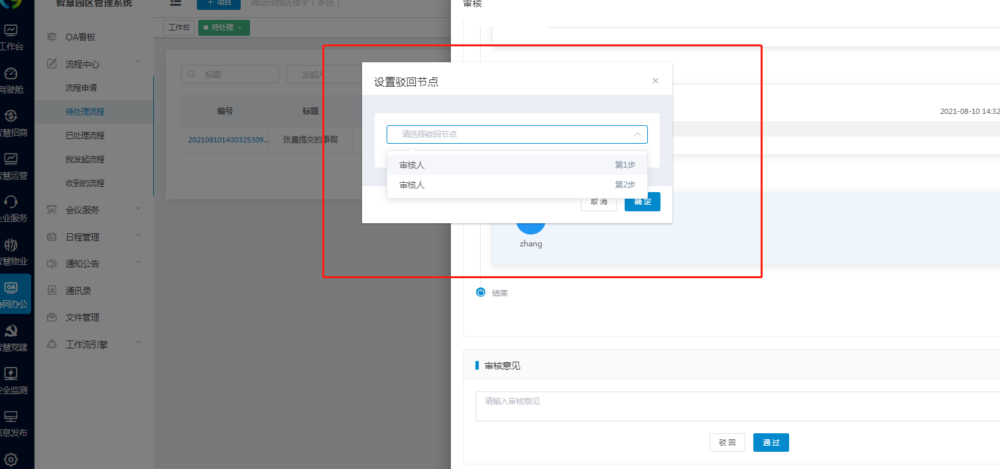 智慧园区管理系统
工作台
驾驶舱
智慧招商
智慧运营
企业服务
智慧物业
OA
协同办公
智慧党建
安全监测
信息发布
OA看板
流程中心
流程申请
待处理流程
已处理流程
我发起流程
收到的流程
会议服务
日程管理
通知公告
通讯录
文件管理
工作流引擎
+ 项目
请选择园区楼宇（多选）
工作台
待处理 ×
标题
发起人
编号
标题
202108101430325309..
张晨提交的事假
审核
2021-08-10 14:32
设置驳回节点
请选择驳回节点
审核人 第1步
审核人 第2步
取消
确定
zhang
结束
审核意见
请输入审核意见
驳回
通过